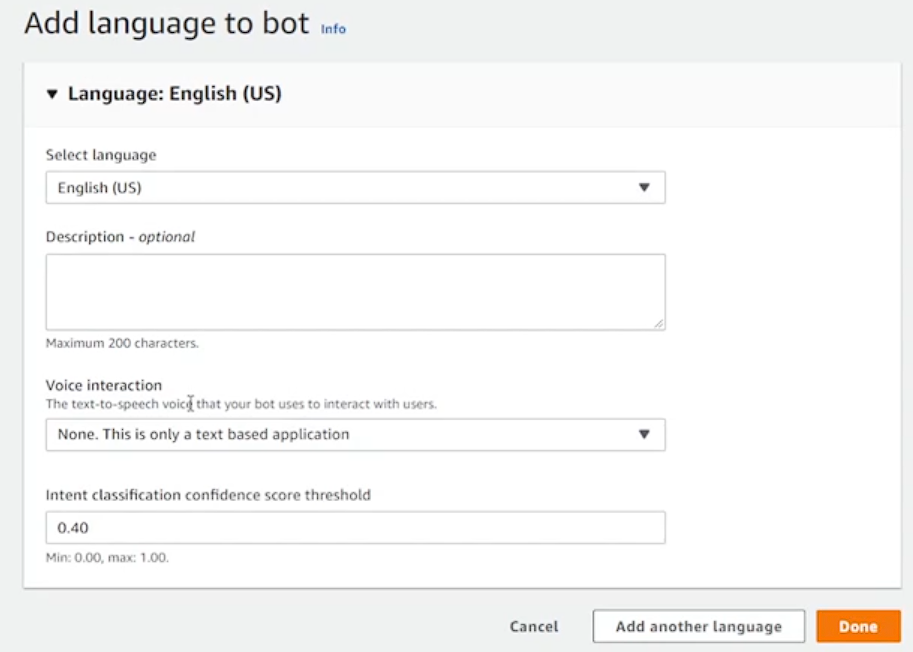 Add language to bot Info
▼ Language: English (US)
Select language
English (US)
Description - optional
Maximum 200 characters.
Voice interaction
The text-to-speech voice that your bot uses to interact with users.
None. This is only a text based application
Intent classification confidence score threshold
0.40
Min: 0.00, max: 1.00.
Cancel Add another language Done